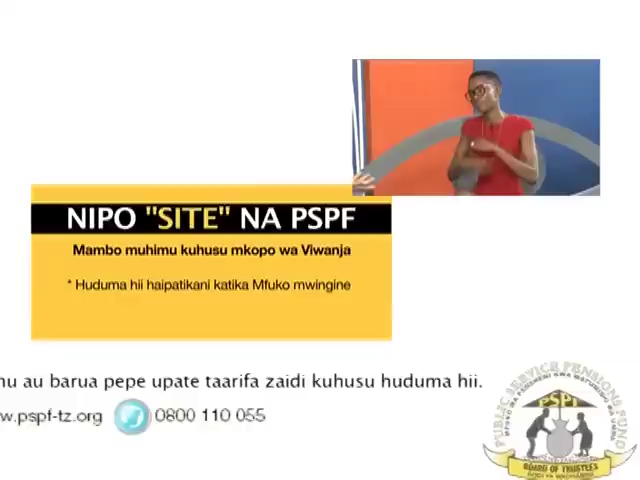 NIPO "SITE" NA PSPF
Mambo muhimu kuhusu mkopo wa Viwanja
* Huduma hii haipatikani katika Mfuko mwingine
au barua pepe upate taarifa zaidi kuhusu huduma hii.
w.pspf-tz.org 0800 110 055
PUBLIC SERVICE PENSIONS FUND
PSPF
BOARD OF TRUSTEES